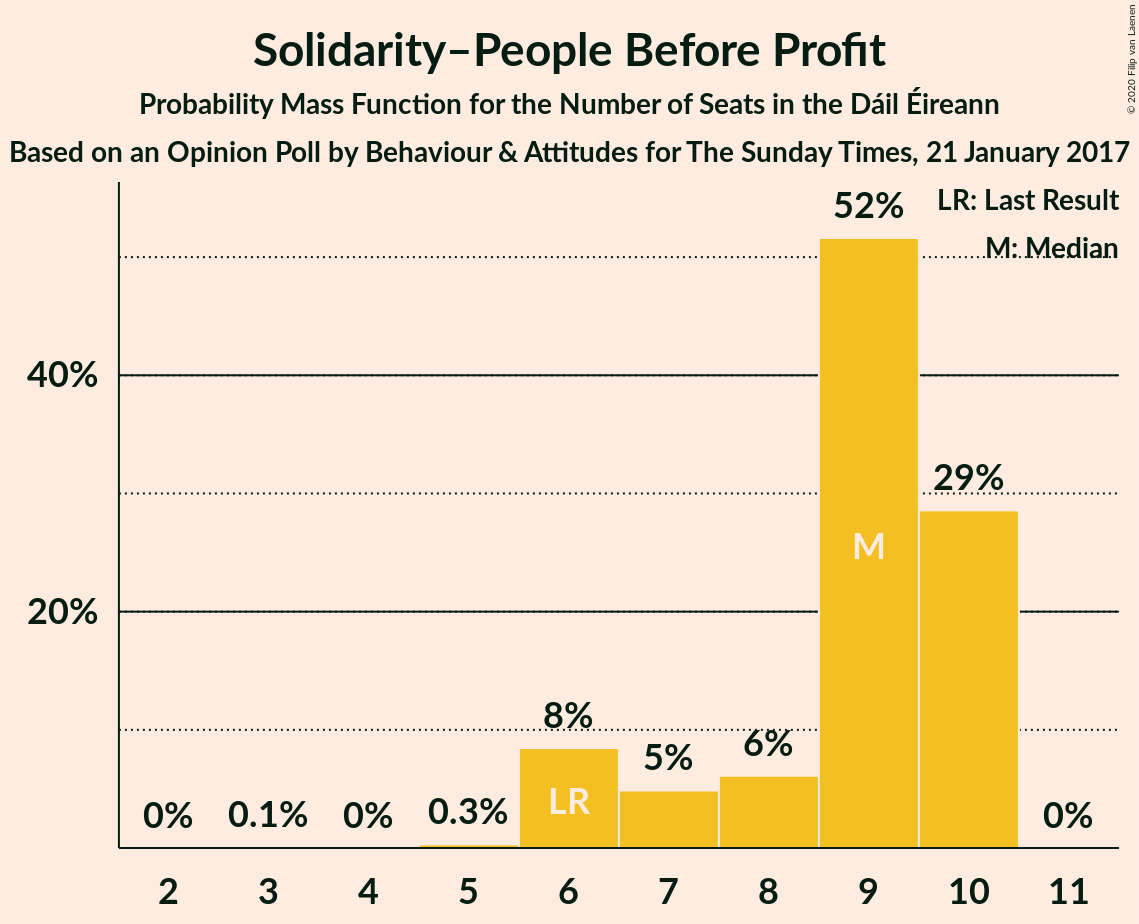 Solidarity–People Before Profit
Probability Mass Function for the Number of Seats in the Dáil Éireann
Based on an Opinion Poll by Behaviour & Attitudes for The Sunday Times, 21 January 2017
© 2020 Filip van Laenen
LR: Last Result
M: Median
52%
40%
29%
M
20%
8%
6%
5%
LR
0%
0.1%
0%
0.3%
0%
2 3 4 5 6 7 8 9 10 11